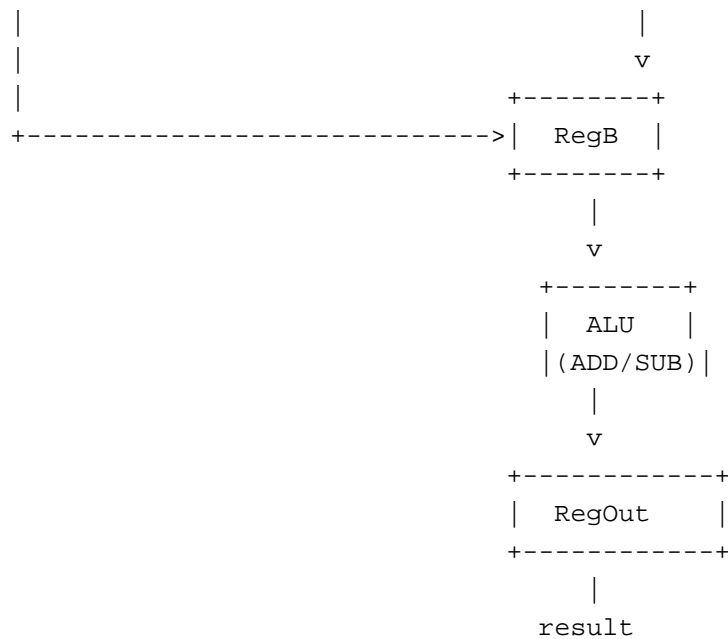 |                                      |
|                                      v
|                              +--------+
+----------------------------->|  RegB  |
                               +--------+
                                    |
                                    v
                                 +--------+
                                 |  ALU   |
                                 |(ADD/SUB)|
                                    |
                                    v
                               +------------+
                               |  RegOut    |
                               +------------+
                                    |
                                 result